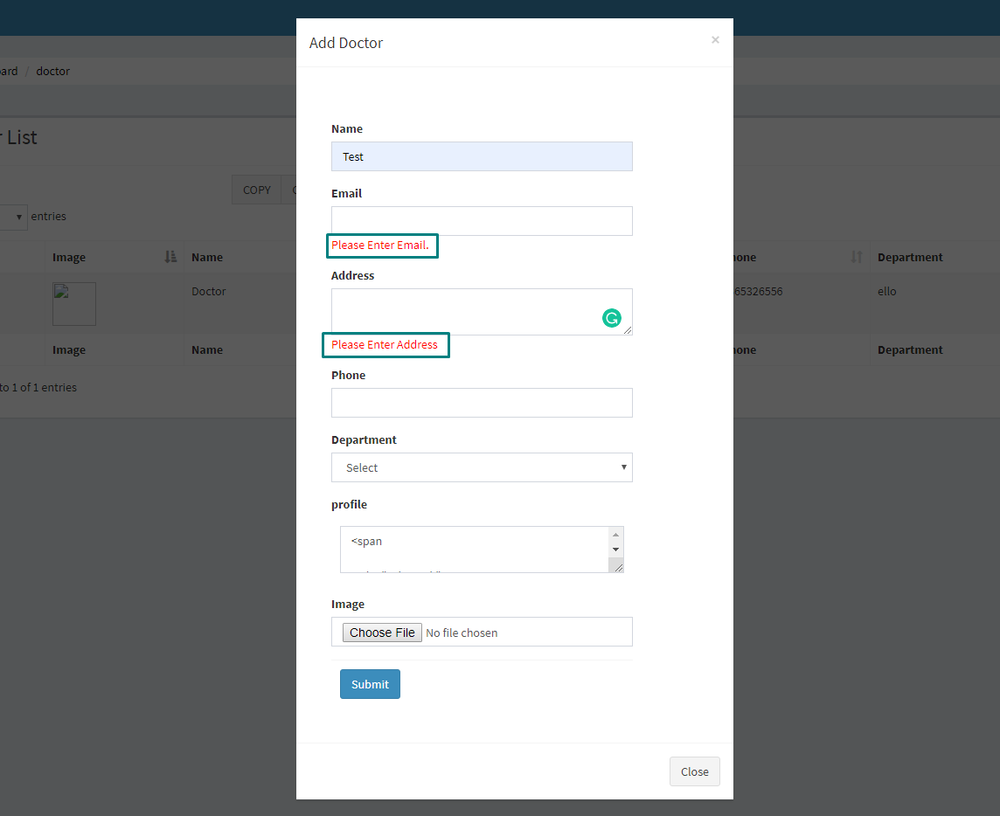 Add Doctor ×
ard / doctor
r List
Name
Test
COPY
Email
entries
Please Enter Email.
Image Name hone Department
Address
Doctor 65326556 ello
Please Enter Address
Image Name hone Department
Phone
to 1 of 1 entries
Department
Select
profile
<span
Image
Choose File No file chosen
Submit
Close